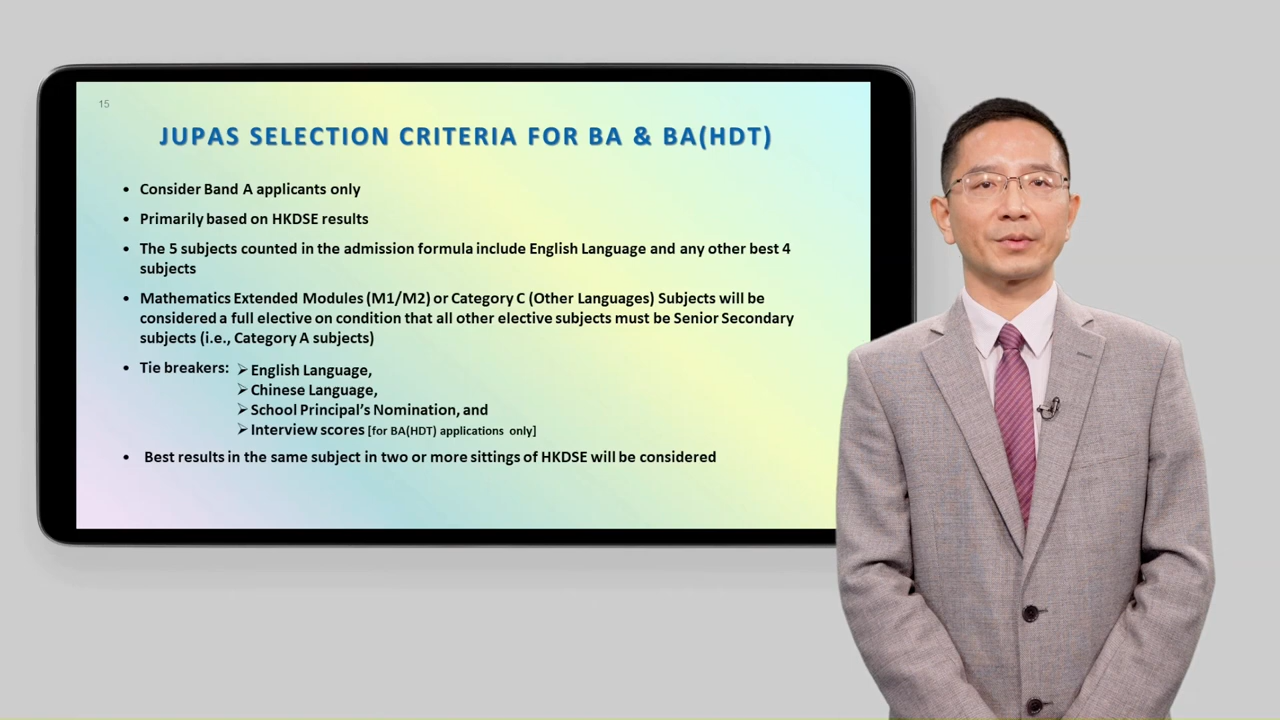 15
JUPAS SELECTION CRITERIA FOR BA & BA(HDT)
• Consider Band A applicants only
• Primarily based on HKDSE results
• The 5 subjects counted in the admission formula include English Language and any other best 4
subjects
• Mathematics Extended Modules (M1/M2) or Category C (Other Languages) Subjects will be
considered a full elective on condition that all other elective subjects must be Senior Secondary
subjects (i.e., Category A subjects)
• Tie breakers: ➢ English Language,
➢ Chinese Language,
➢ School Principal's Nomination, and
➢ Interview scores [for BA(HDT) applications only]
• Best results in the same subject in two or more sittings of HKDSE will be considered